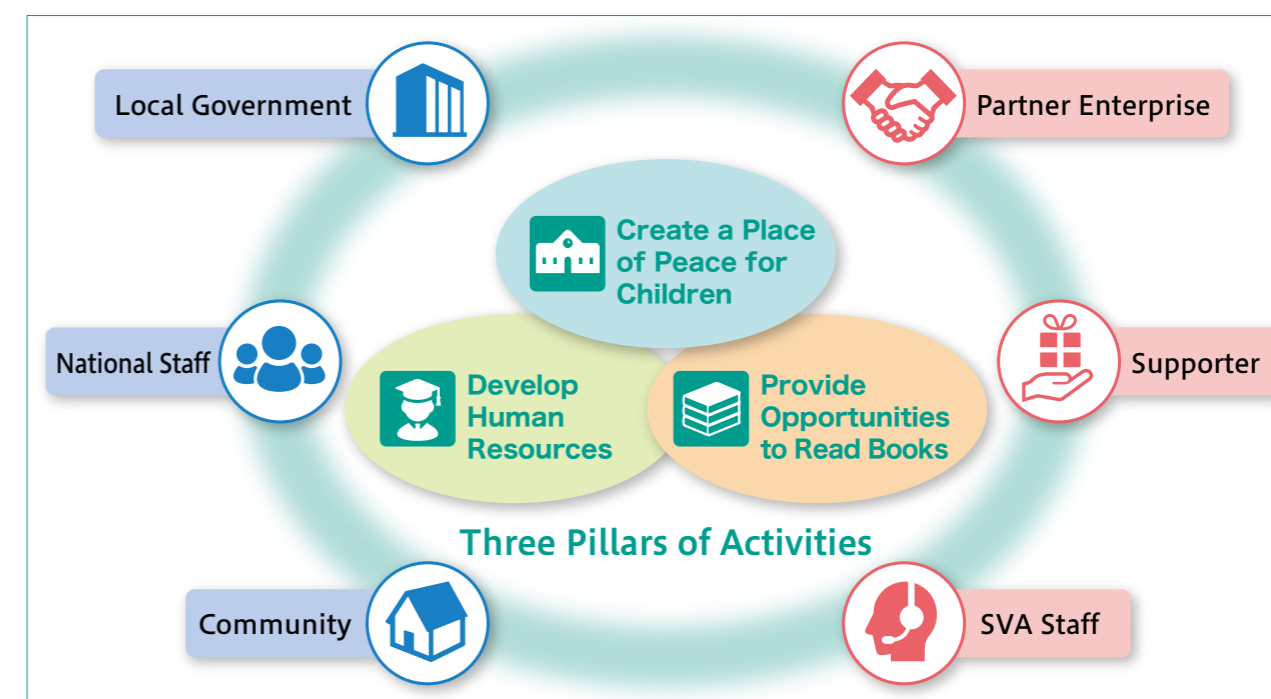 Local Government
Partner Enterprise
Create a Place
of Peace for
Children
National Staff
Supporter
Develop
Human
Resources
Provide
Opportunities
to Read Books
Three Pillars of Activities
Community
SVA Staff